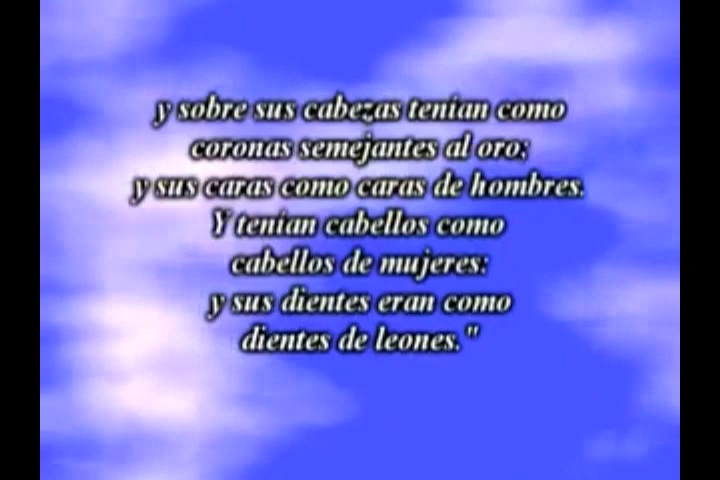 y sobre sus cabezas tenían como
coronas semejantes al oro;
y sus caras como caras de hombres.
Y tenían cabellos como
cabellos de mujeres:
y sus dientes eran como
dientes de leones."